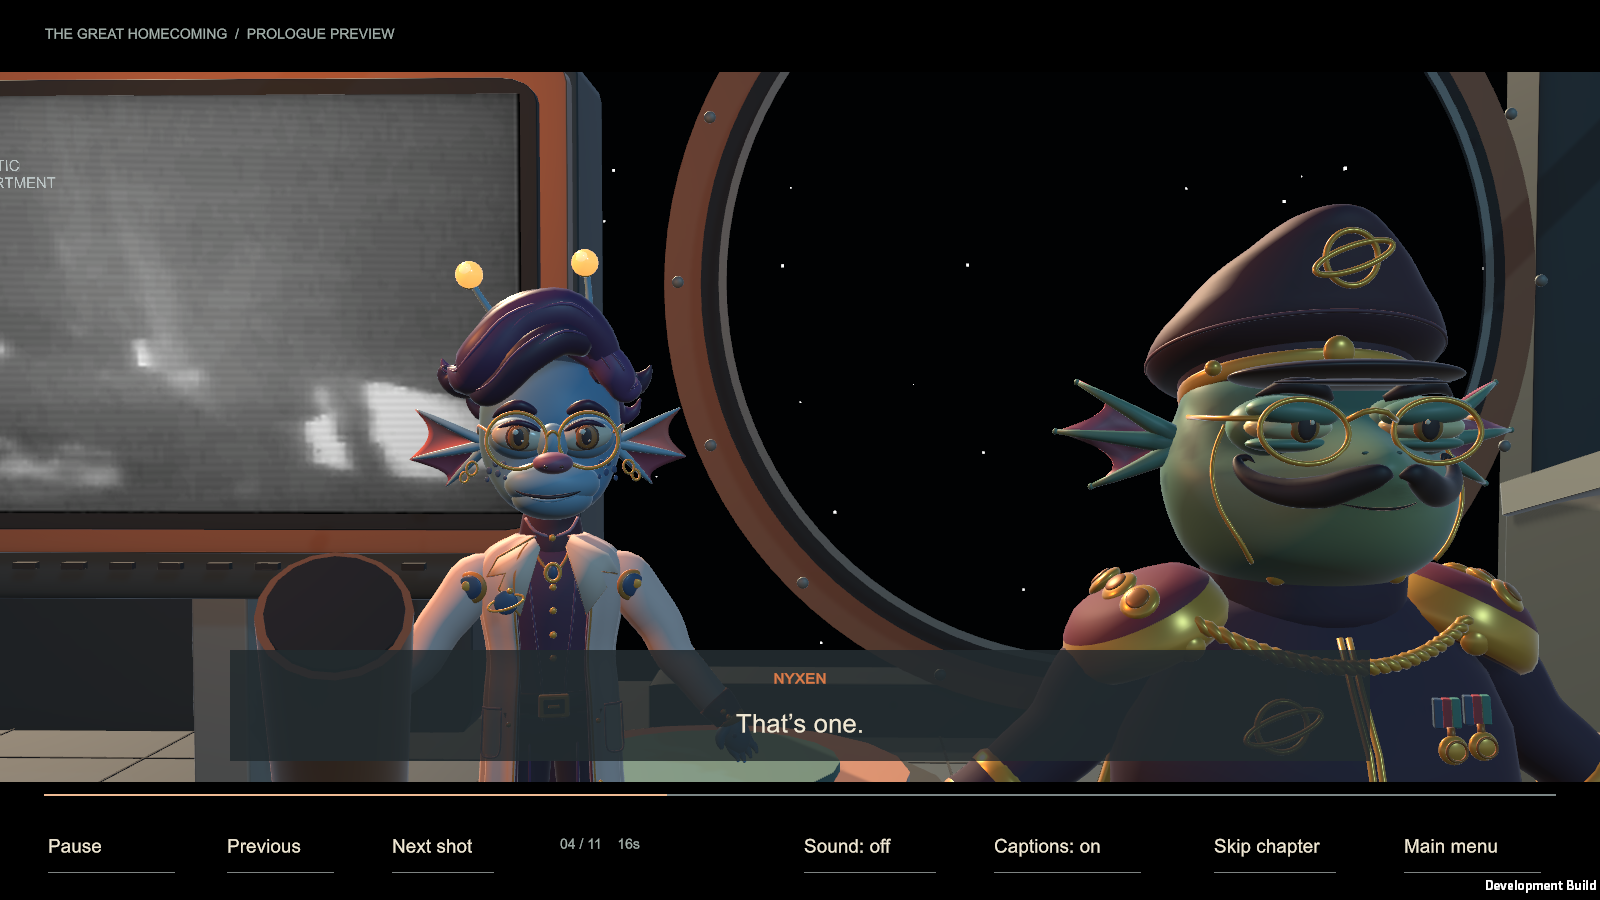 THE GREAT HOMECOMING / PROLOGUE PREVIEW
TIC
RTMENT
NYXEN
That's one.
Pause
Previous
Next shot
04 / 11 16s
Sound: off
Captions: on
Skip chapter
Main menu
Development Build